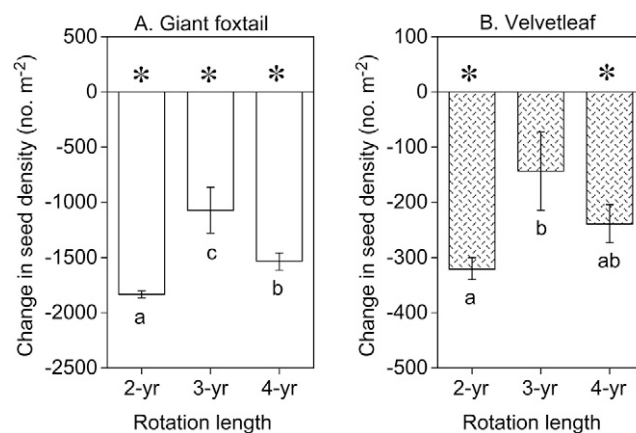 A. Giant foxtail
Change in seed density (no. m-2)
500
0
-500
-1000
-1500
-2000
-2500
* * *
a
c
b
2-yr 3-yr 4-yr
Rotation length
B. Velvetleaf
Change in seed density (no. m-2)
100
0
-100
-200
-300
-400
-500
* *
a
b
ab
2-yr 3-yr 4-yr
Rotation length